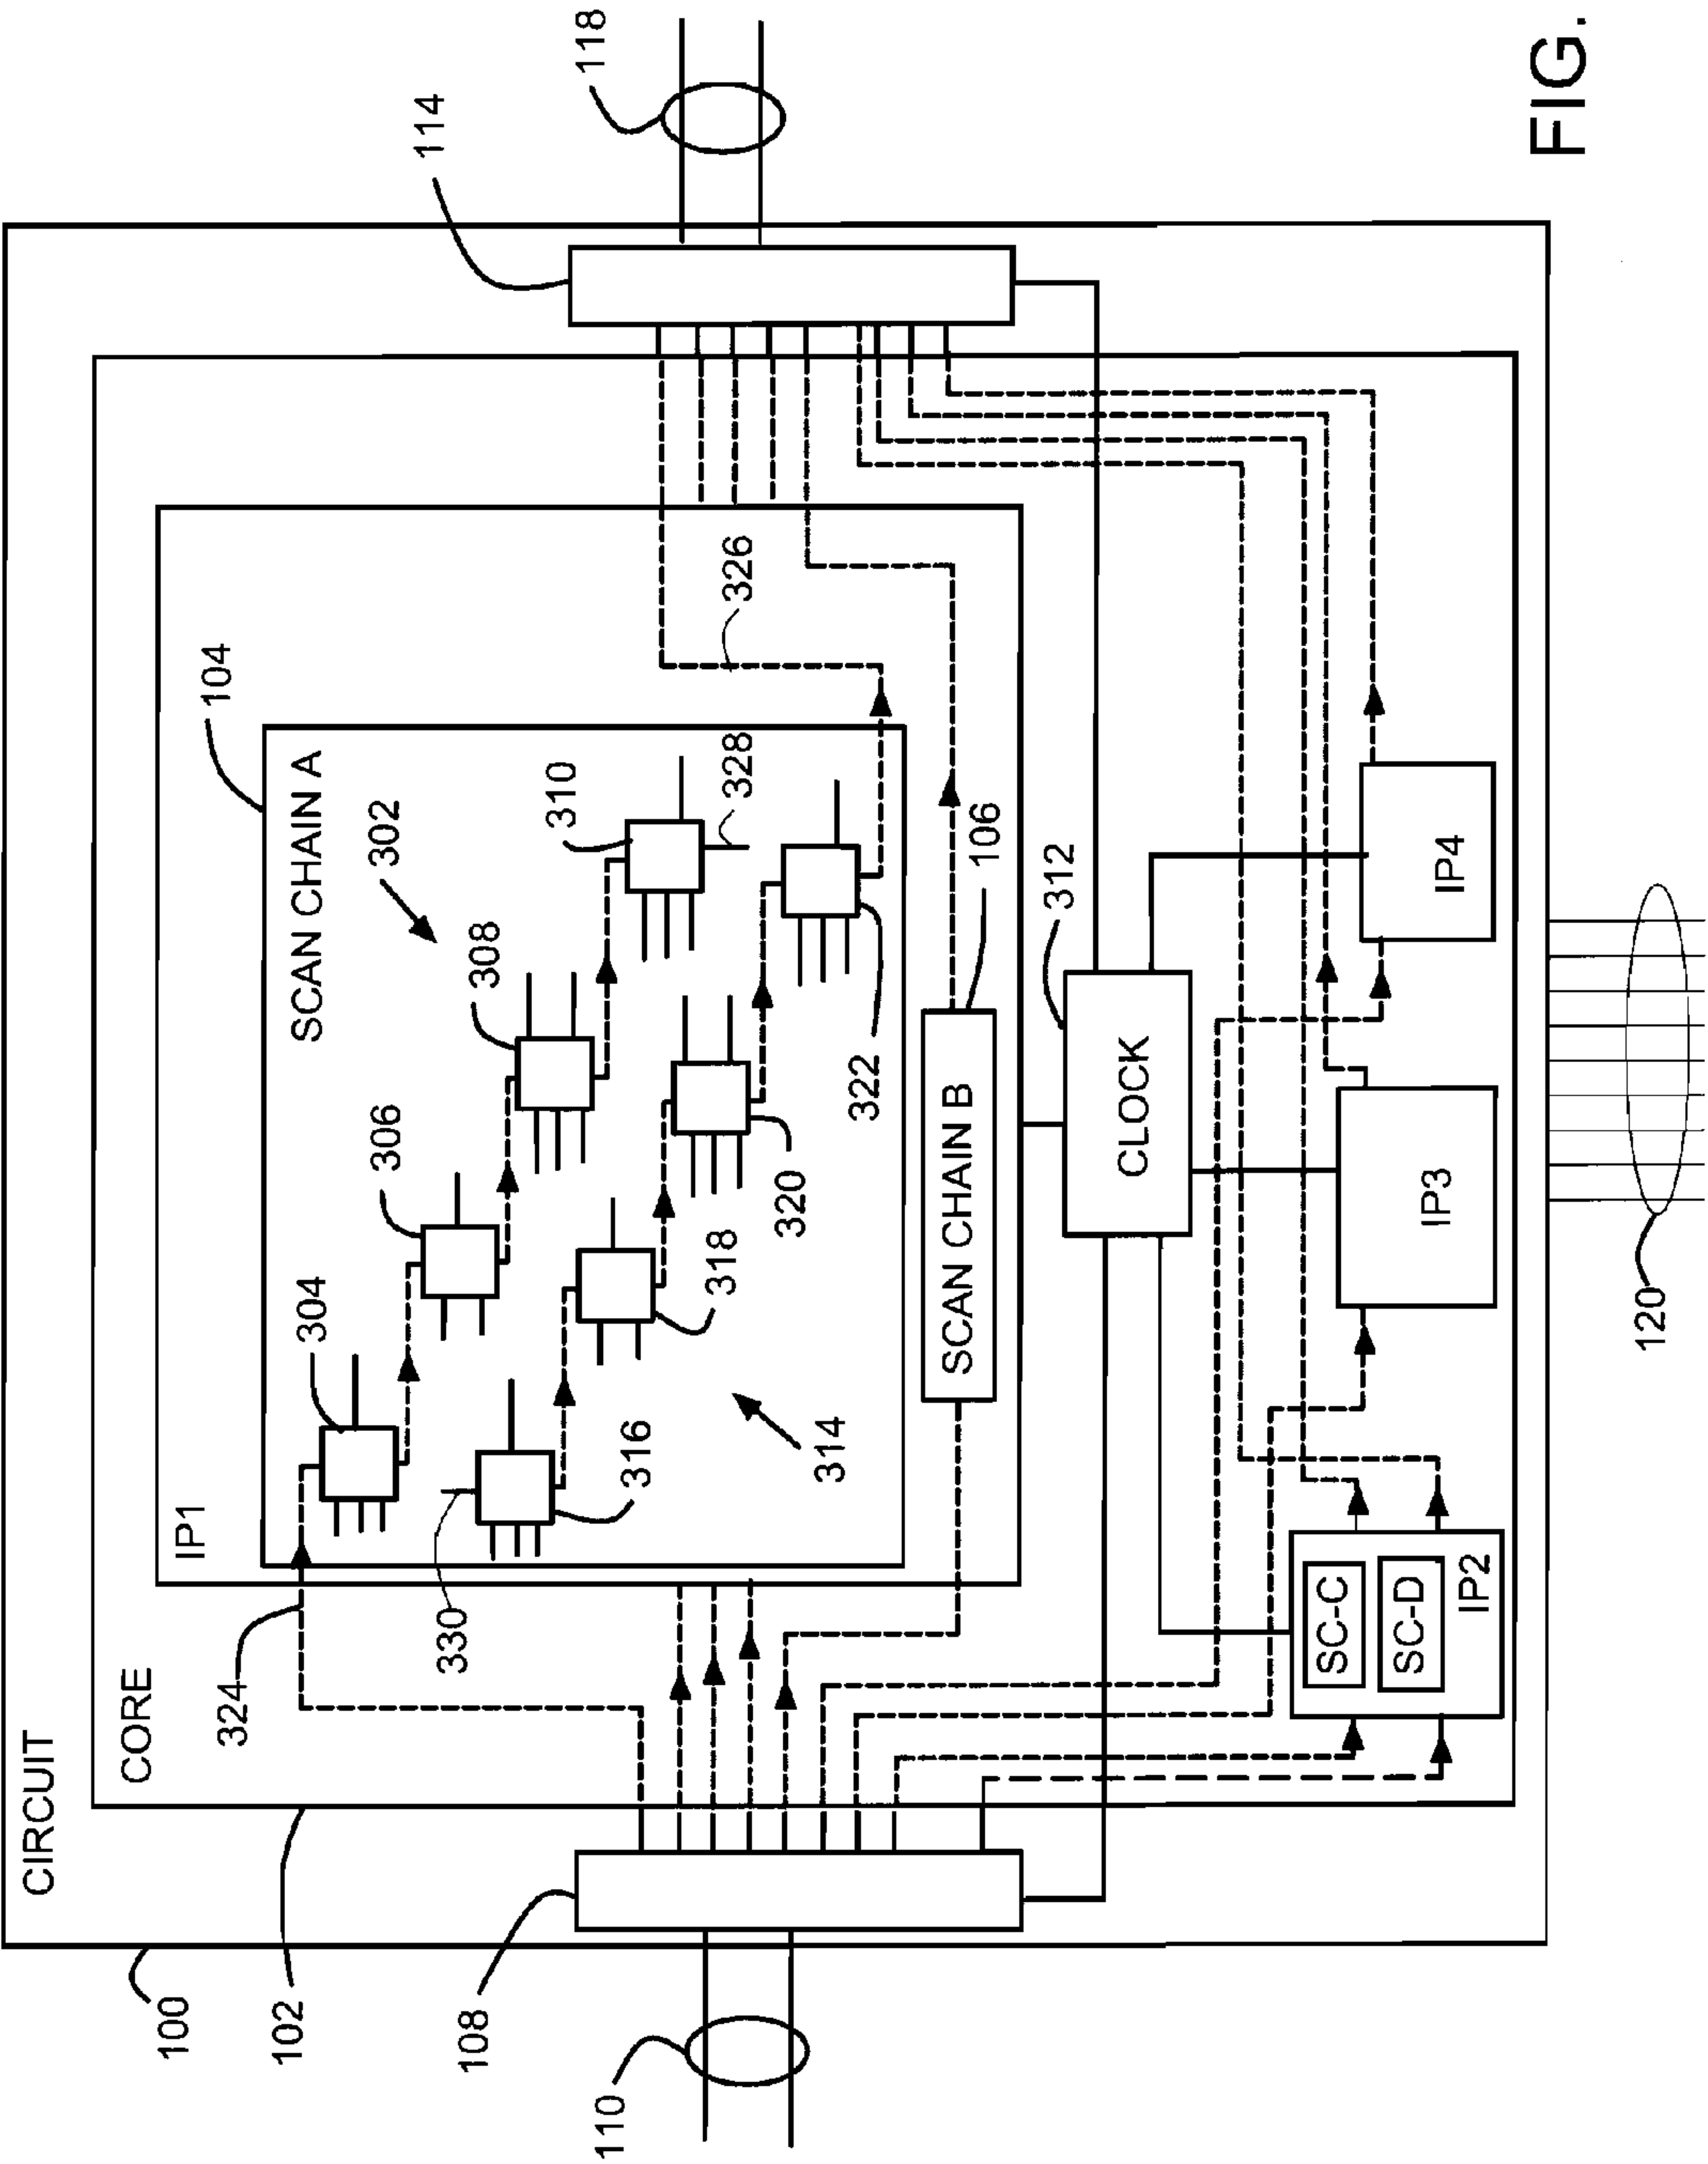 CIRCUIT
CORE
IP1
SCAN CHAIN A
SCAN CHAIN B
CLOCK
SC-C
SC-D
IP2
IP3
IP4
100
102
104
106
108
110
114
118
120
302
304
306
308
310
312
314
316
318
320
322
324
326
328
330
FIG.